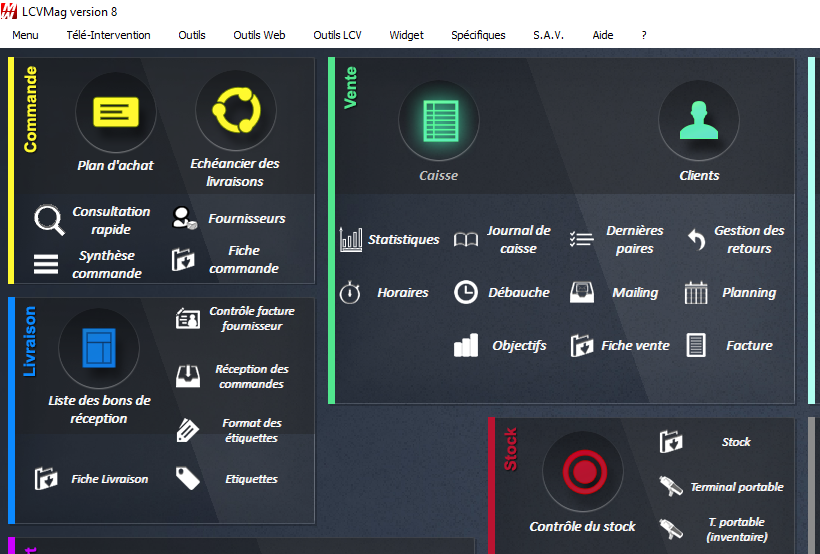 LCVMag version 8
Menu Télé-Intervention Outils Outils Web Outils LCV Widget Spécifiques S.A.V. Aide ?
Commande
Plan d'achat
Echéancier des
livraisons
Consultation
rapide
Fournisseurs
Synthèse
commande
Fiche
commande
Vente
Caisse
Clients
Statistiques
Journal de
caisse
Dernières
paires
Gestion des
retours
Horaires
Débauche
Mailing
Planning
Objectifs
Fiche vente
Facture
Livraison
Liste des bons de
réception
Contrôle facture
fournisseur
Réception des
commandes
Format des
étiquettes
Fiche Livraison
Etiquettes
Stock
Contrôle du stock
Stock
Terminal portable
T. portable
(inventaire)